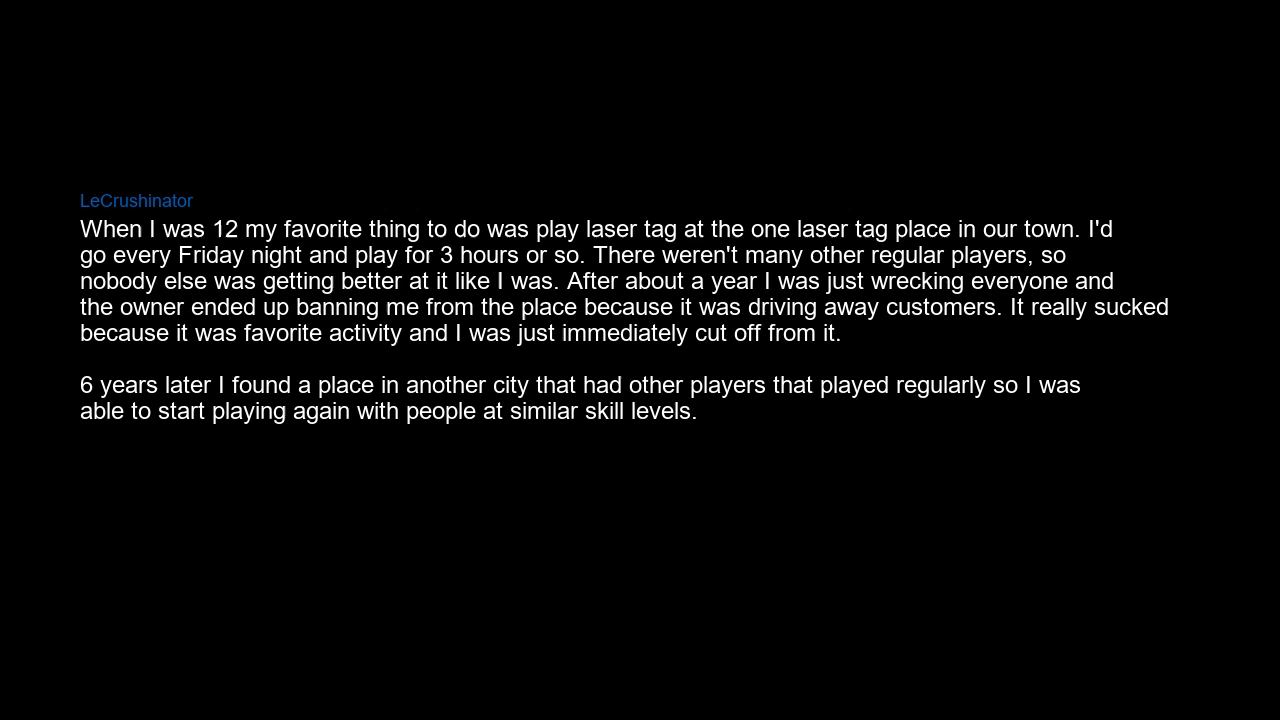 LeCrushinator
When I was 12 my favorite thing to do was play laser tag at the one laser tag place in our town. I'd
go every Friday night and play for 3 hours or so. There weren't many other regular players, so
nobody else was getting better at it like I was. After about a year I was just wrecking everyone and
the owner ended up banning me from the place because it was driving away customers. It really sucked
because it was favorite activity and I was just immediately cut off from it.
6 years later I found a place in another city that had other players that played regularly so I was
able to start playing again with people at similar skill levels.